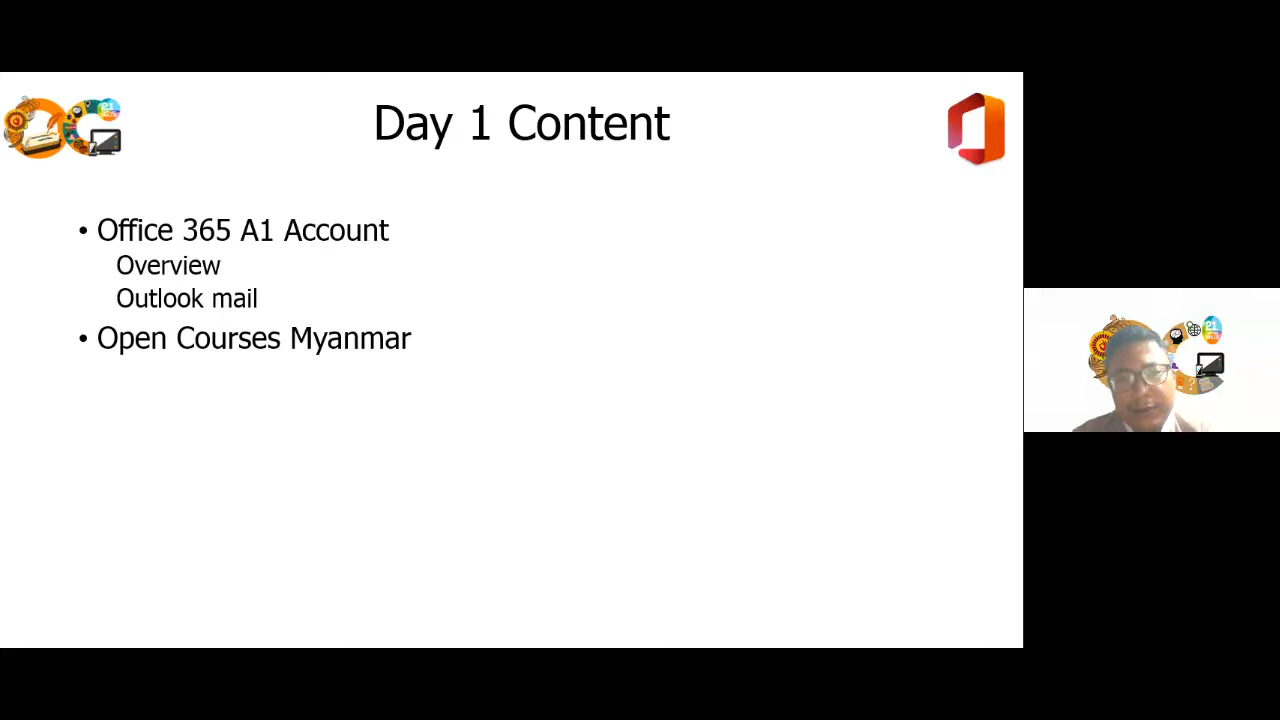 Day 1 Content
• Office 365 A1 Account
Overview
Outlook mail
• Open Courses Myanmar